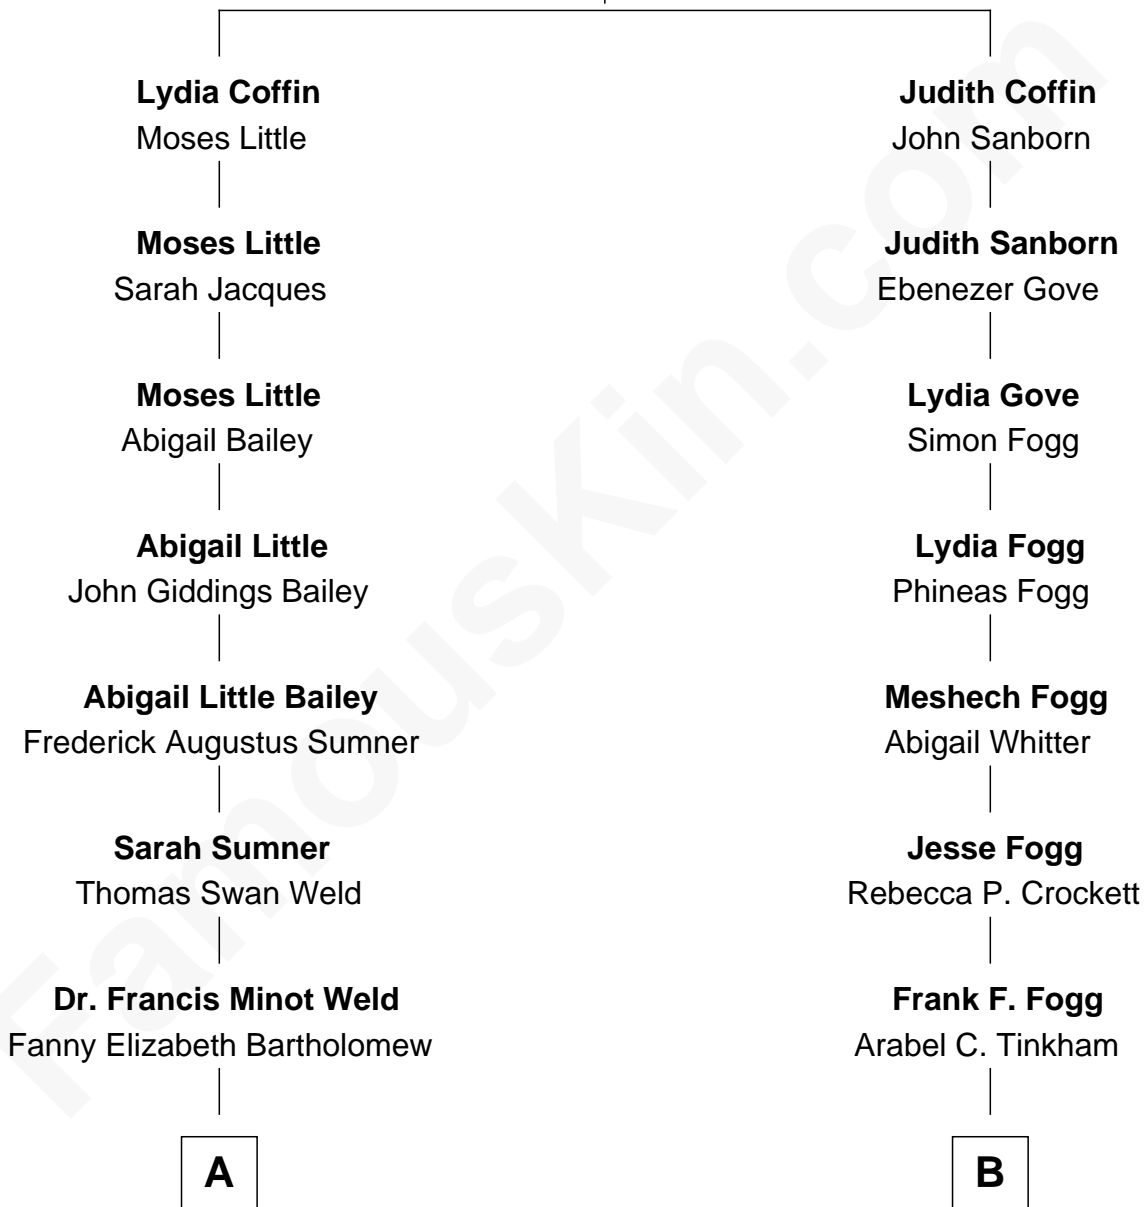 Lydia Coffin
Moses Little
Judith Coffin
John Sanborn
Moses Little
Sarah Jacques
Judith Sanborn
Ebenezer Gove
Moses Little
Abigail Bailey
Lydia Gove
Simon Fogg
Abigail Little
John Giddings Bailey
Lydia Fogg
Phineas Fogg
Abigail Little Bailey
Frederick Augustus Sumner
Meshech Fogg
Abigail Whitter
Sarah Sumner
Thomas Swan Weld
Jesse Fogg
Rebecca P. Crockett
Dr. Francis Minot Weld
Fanny Elizabeth Bartholomew
Frank F. Fogg
Arabel C. Tinkham
A
B
FamousKin.com